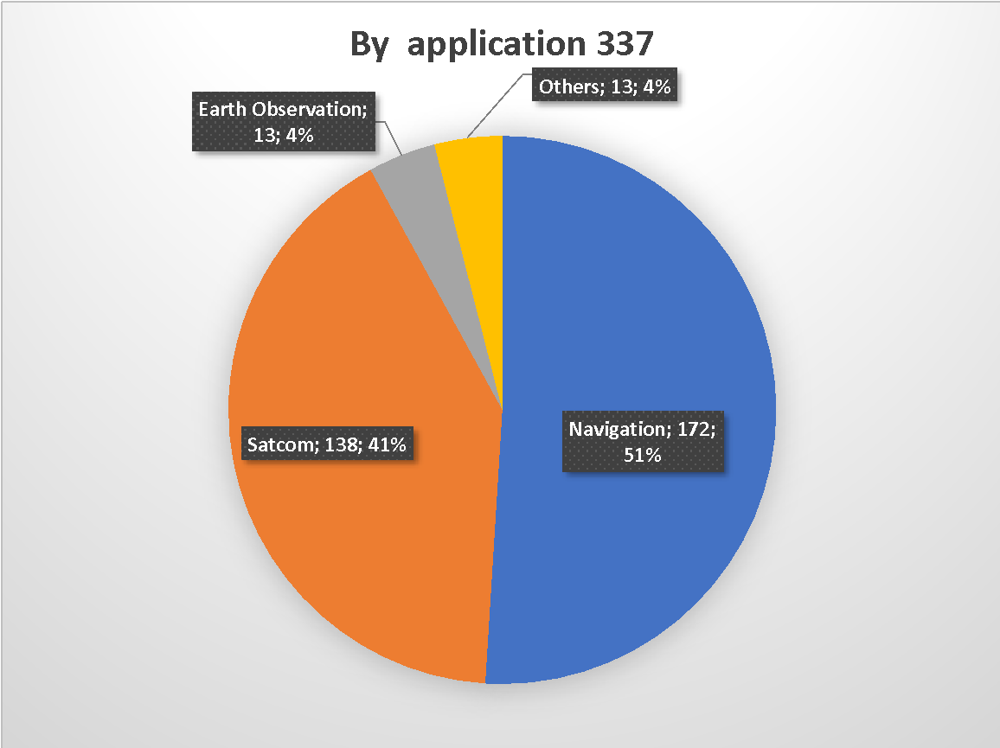 By  application 337
Others; 13; 4%
Earth Observation;
13; 4%
Satcom; 138; 41%
Navigation; 172;
51%